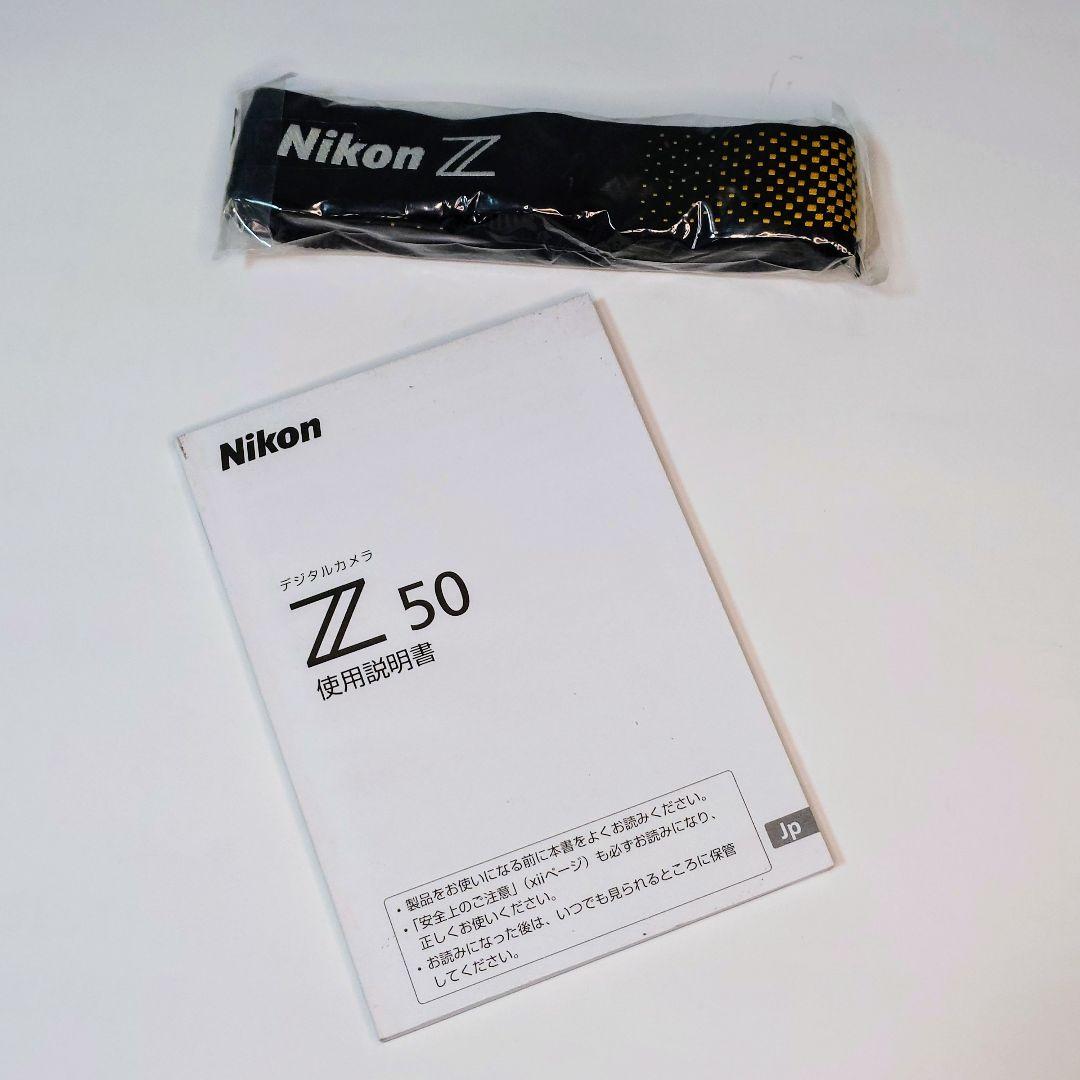 Nikon Z
Nikon
デジタルカメラ
Z 50
使用説明書
・製品をお使いになる前に本書をよくお読みください。
・「安全上のご注意」（xiiページ）も必ずお読みになり、
正しくお使いください。
・お読みになった後は、いつでも見られるところに保管
してください。
Jp